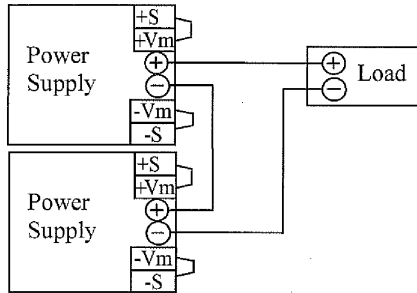 +S
+Vm
Power
Supply
+
−
-Vm
-S
+
−
Load
+S
+Vm
Power
Supply
+
−
-Vm
-S